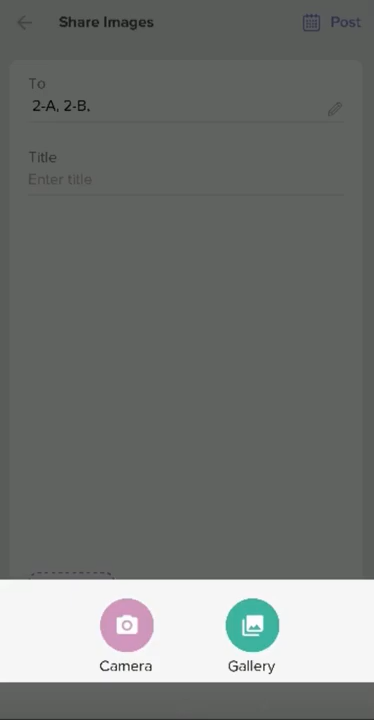 Share Images
Post
To
2-A, 2-B,
Title
Enter title
Camera
Gallery